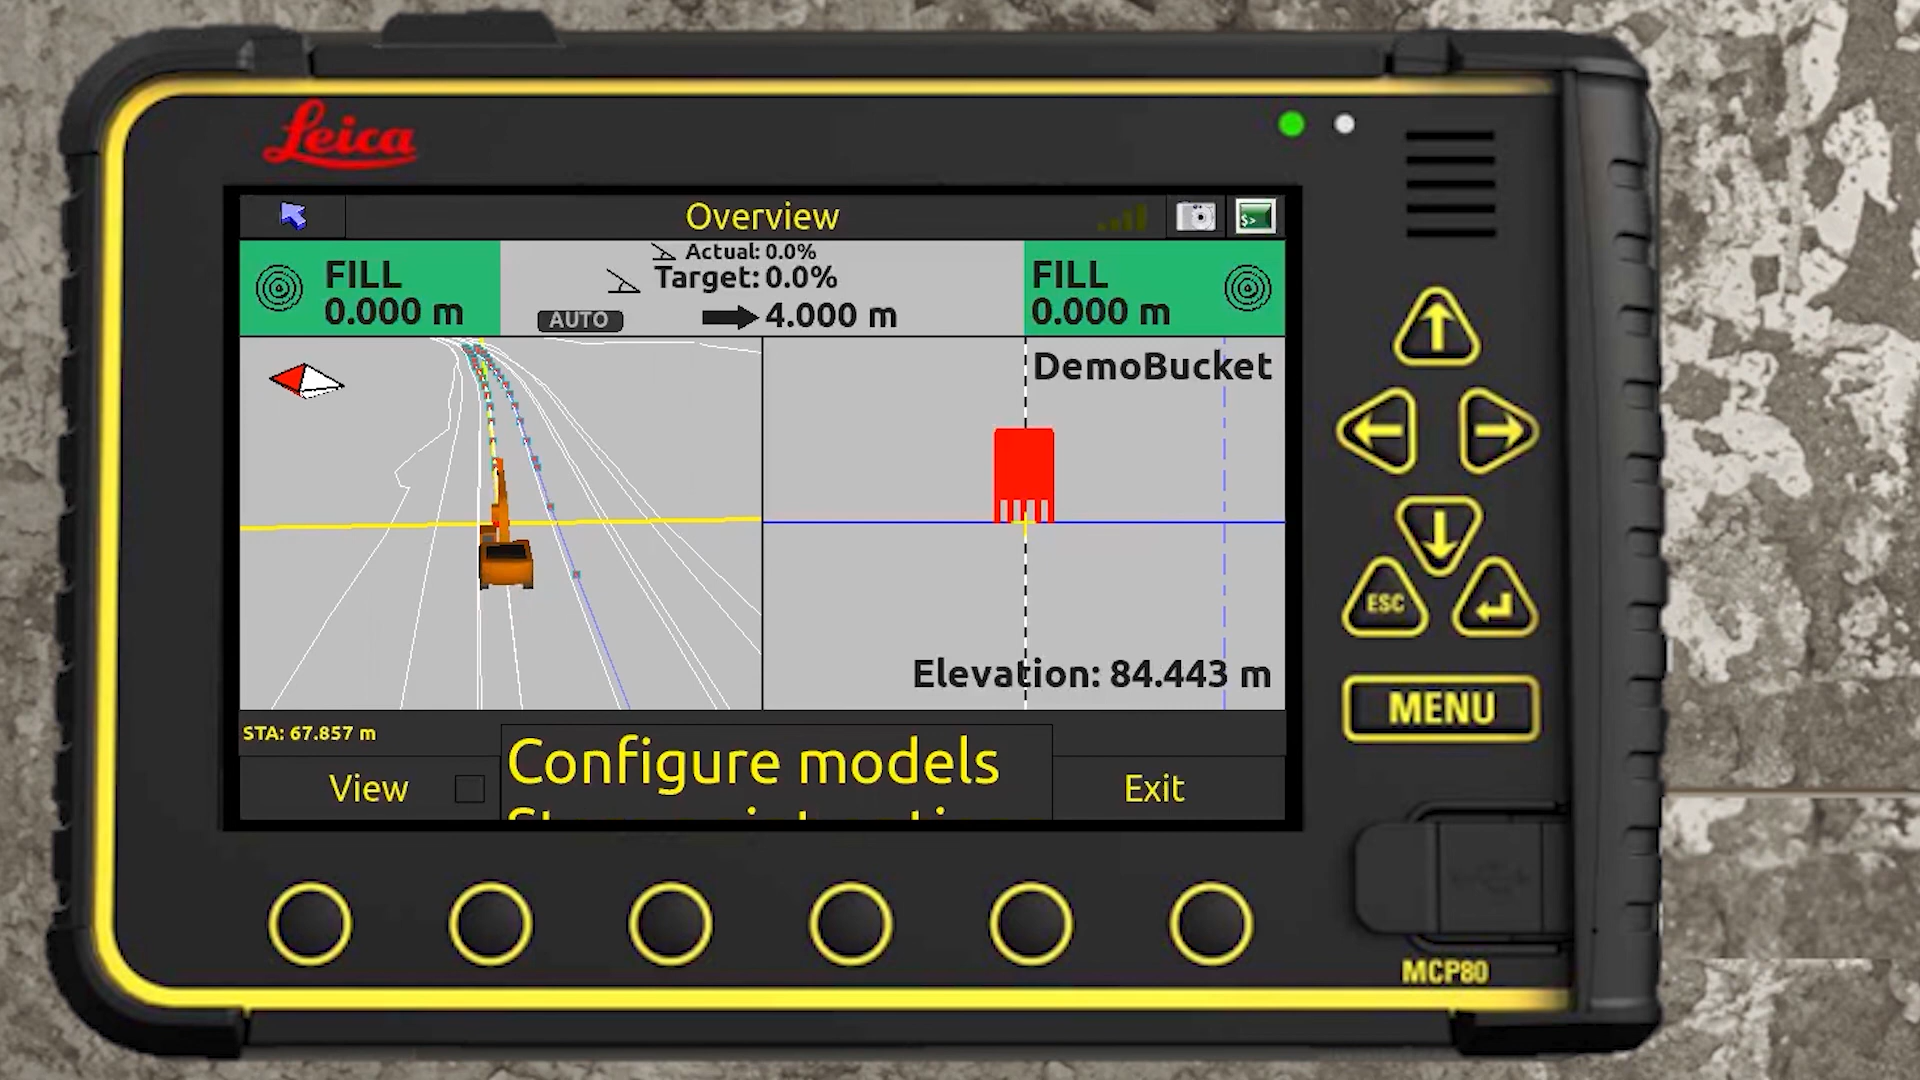 Leica
Overview
FILL
0.000 m
Actual: 0.0%
Target: 0.0%
AUTO
4.000 m
FILL
0.000 m
DemoBucket
Elevation: 84.443 m
STA: 67.857 m
View
Configure models
Exit
ESC
MENU
MCP80
$>